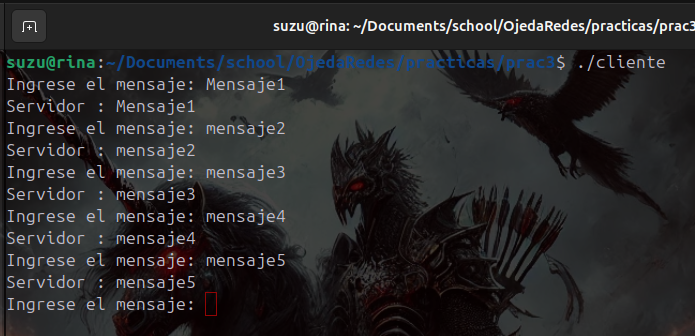 suzu@rina: ~/Documents/school/OjedaRedes/practicas/prac3
suzu@rina:~/Documents/school/OjedaRedes/practicas/prac3$ ./cliente
Ingrese el mensaje: Mensaje1
Servidor : Mensaje1
Ingrese el mensaje: mensaje2
Servidor : mensaje2
Ingrese el mensaje: mensaje3
Servidor : mensaje3
Ingrese el mensaje: mensaje4
Servidor : mensaje4
Ingrese el mensaje: mensaje5
Servidor : mensaje5
Ingrese el mensaje: